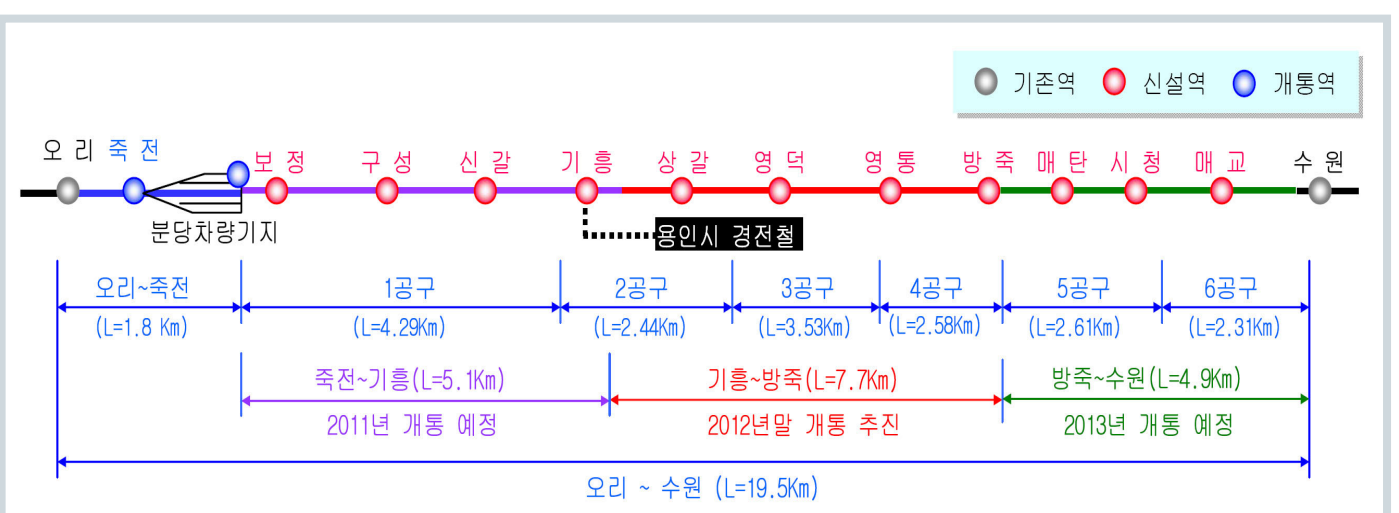 기존역 신설역 개통역
오리 죽전 보정 구성 신갈 기흥 상갈 영덕 영통 방죽 매탄 시청 매교 수원
분당차량기지
용인시 경전철
오리~죽전 1공구 2공구 3공구 4공구 5공구 6공구
(L=1.8 Km) (L=4.29Km) (L=2.44Km) (L=3.53Km) (L=2.58Km) (L=2.61Km) (L=2.31Km)
죽전~기흥(L=5.1Km) 기흥~방죽(L=7.7Km) 방죽~수원(L=4.9Km)
2011년 개통 예정 2012년말 개통 추진 2013년 개통 예정
오리 ~ 수원 (L=19.5Km)